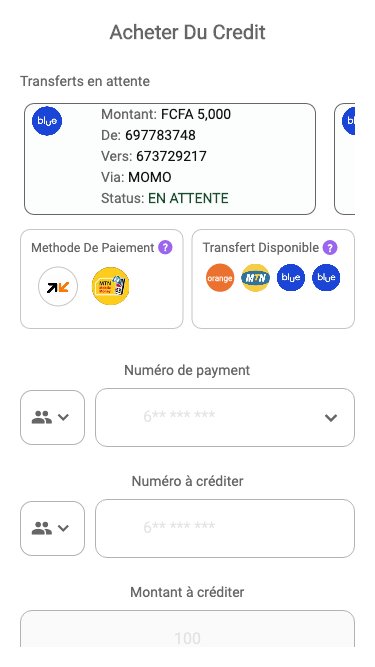 Acheter Du Credit
Transferts en attente
blue
Montant: FCFA 5,000
De: 697783748
Vers: 673729217
Via: MOMO
Status: EN ATTENTE
Methode De Paiement ?
Transfert Disponible ?
MTN
orange MTN blue blue
Numéro de payment
6** *** ***
Numéro à créditer
6** *** ***
Montant à créditer
100